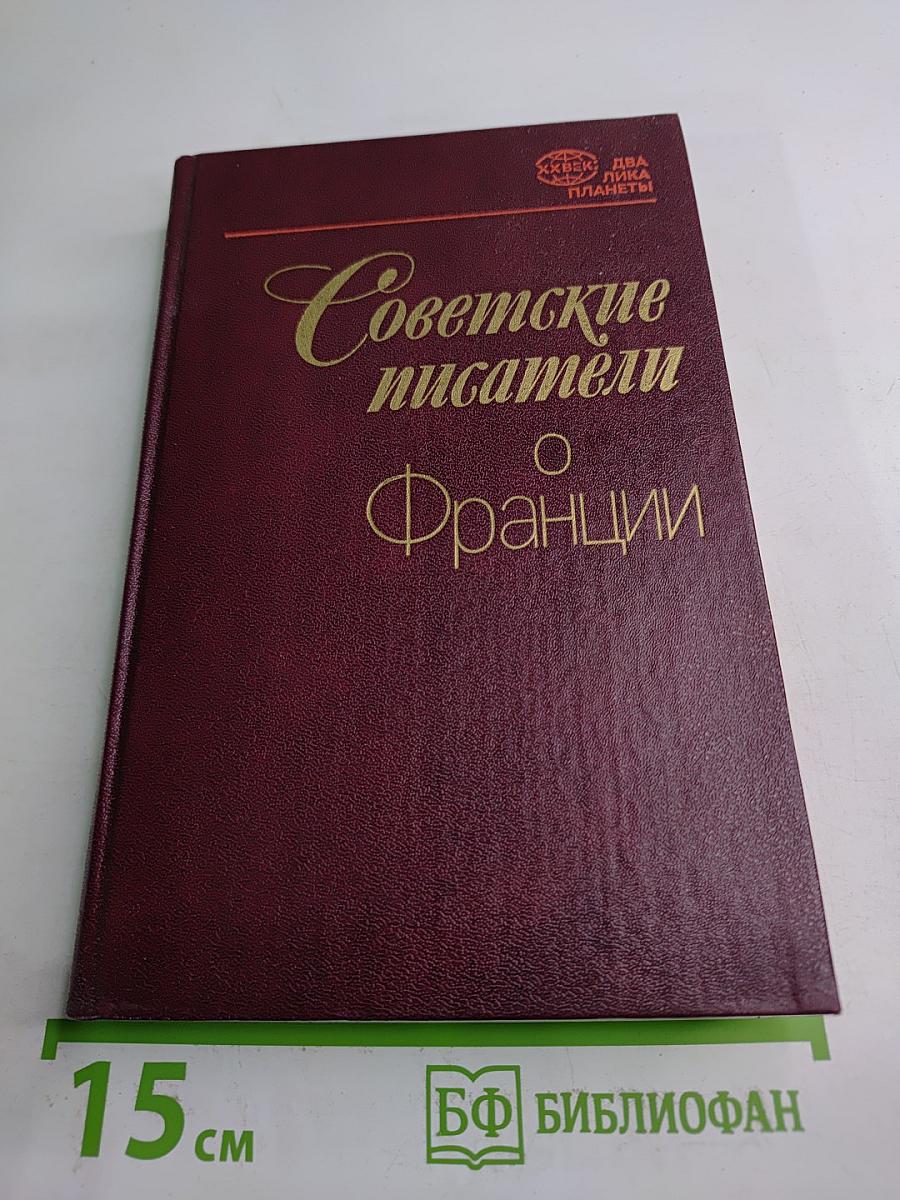 XX ВЕК:
ДВА
ЛИКА
ПЛАНЕТЫ
Советские
писатели
о
Франции
15 см
БФ БИБЛИОФАН